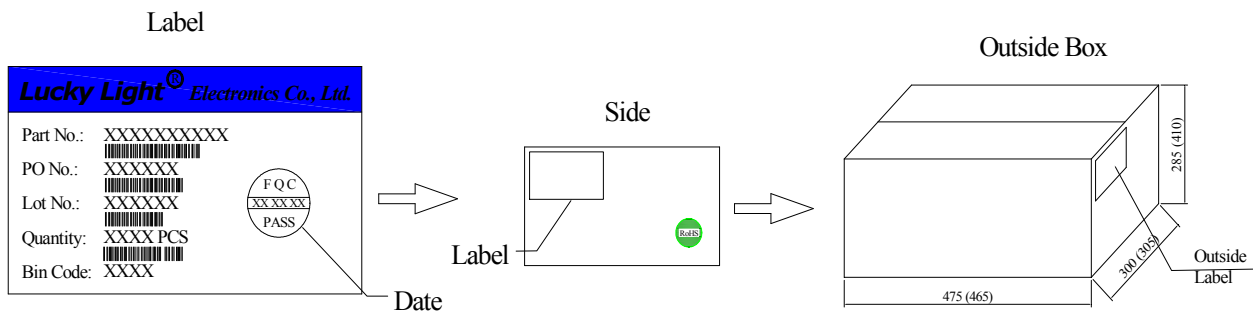 Label
Lucky Light® Electronics Co., Ltd.
Part No.: XXXXXXXXXX
PO No.: XXXXXX
Lot No.: XXXXXX
Quantity: XXXX PCS
Bin Code: XXXX
FQC
XX XX XX
PASS
Date
Side
RoHS
Label
Outside Box
285 (410)
300 (305)
475 (465)
Outside
Label